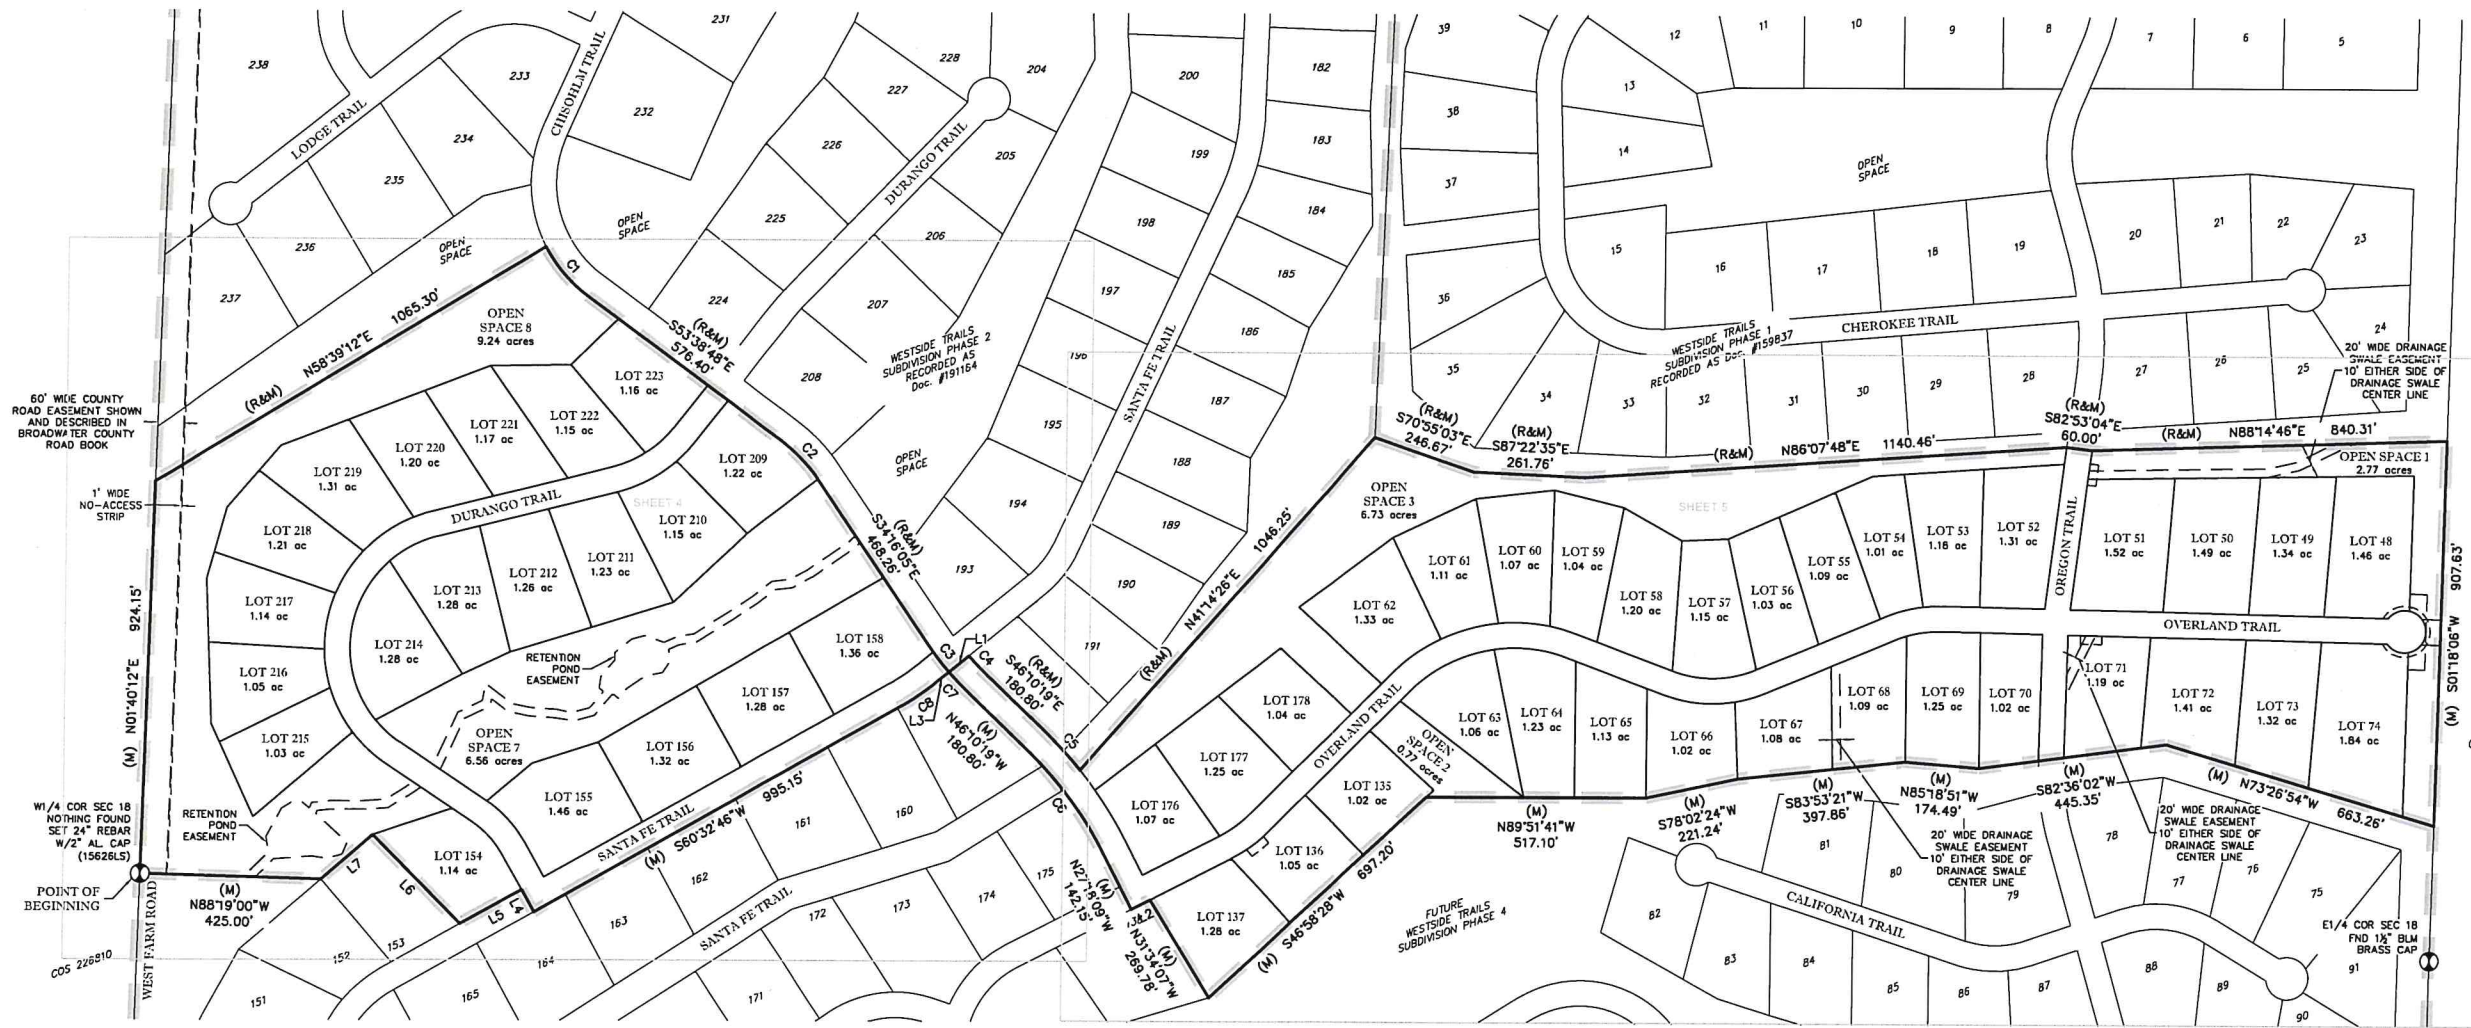 238
233
231
228
204
200
182
39
12
11
10
9
8
7
6
5
LODGE TRAIL
CHISOHLM TRAIL
232
227
226
DURANGO TRAIL
205
199
183
38
13
14
37
OPEN
SPACE
234
235
236
237
OPEN
SPACE
OPEN
SPACE
225
224
206
207
208
198
197
196
195
194
193
SANTA FE TRAIL
184
185
186
187
188
189
190
191
36
35
34
33
32
31
30
29
28
27
26
25
24
15
16
17
18
19
20
21
22
23
CHEROKEE TRAIL
WESTSIDE TRAILS
SUBDIVISION PHASE 1
RECORDED AS Doc. #159837
WESTSIDE TRAILS
SUBDIVISION PHASE 2
RECORDED AS
Doc. #191164
OPEN
SPACE
20' WIDE DRAINAGE
SWALE EASEMENT
10' EITHER SIDE OF
DRAINAGE SWALE
CENTER LINE
60' WIDE COUNTY
ROAD EASEMENT SHOWN
AND DESCRIBED IN
BROADWATER COUNTY
ROAD BOOK
1' WIDE
NO-ACCESS
STRIP
(R&M) N58°39'12"E 1065.30'
OPEN
SPACE 8
9.24 acres
C1
(R&M)
S53°38'48"E
576.40'
C2
(R&M)
S34°16'05"E
468.26'
C3
L1
C4
(R&M)
S46°10'19"E
180.80'
C5
(R&M) N41°14'26"E 1046.25'
(R&M)
S70°55'03"E
246.67'
(R&M)
S87°22'35"E
261.76'
(R&M) N86°07'48"E 1140.46'
(R&M)
S82°53'04"E
60.00'
(R&M) N88°14'46"E 840.31'
OPEN SPACE 1
2.77 acres
LOT 223
1.16 ac
LOT 222
1.15 ac
LOT 221
1.17 ac
LOT 220
1.20 ac
LOT 219
1.31 ac
LOT 218
1.21 ac
LOT 217
1.14 ac
LOT 216
1.05 ac
LOT 215
1.03 ac
LOT 209
1.22 ac
LOT 210
1.15 ac
LOT 211
1.23 ac
LOT 212
1.26 ac
LOT 213
1.28 ac
LOT 214
1.28 ac
DURANGO TRAIL
SHEET 4
RETENTION
POND
EASEMENT
LOT 158
1.36 ac
LOT 157
1.28 ac
LOT 156
1.32 ac
LOT 155
1.46 ac
LOT 154
1.14 ac
OPEN
SPACE 7
6.56 acres
RETENTION
POND
EASEMENT
SANTA FE TRAIL
(M) S60°32'46"W 995.15'
C7
C8
L3
(M)
N46°10'19"W
180.80'
C6
(M)
N27°18'09"W
142.15'
(M)
N31°34'07"W
269.78'
(M) S46°58'28"W 697.20'
OPEN
SPACE 3
6.73 acres
SHEET 5
LOT 62
1.33 ac
LOT 61
1.11 ac
LOT 60
1.07 ac
LOT 59
1.04 ac
LOT 58
1.20 ac
LOT 57
1.15 ac
LOT 56
1.03 ac
LOT 55
1.09 ac
LOT 54
1.01 ac
LOT 53
1.18 ac
LOT 52
1.31 ac
OREGON TRAIL
LOT 51
1.52 ac
LOT 50
1.49 ac
LOT 49
1.34 ac
LOT 48
1.46 ac
OVERLAND TRAIL
(M) S01°18'06"W 907.63'
LOT 178
1.04 ac
LOT 177
1.25 ac
LOT 176
1.07 ac
OVERLAND TRAIL
OPEN
SPACE 2
0.77 acres
LOT 135
1.02 ac
LOT 136
1.05 ac
LOT 137
1.28 ac
LOT 63
1.06 ac
LOT 64
1.23 ac
LOT 65
1.13 ac
LOT 66
1.02 ac
LOT 67
1.08 ac
LOT 68
1.09 ac
LOT 69
1.25 ac
LOT 70
1.02 ac
LOT 71
1.19 ac
LOT 72
1.41 ac
LOT 73
1.32 ac
LOT 74
1.84 ac
(M)
N89°51'41"W
517.10'
(M)
S78°02'24"W
221.24'
(M)
S83°53'21"W
397.86'
(M)
N85°18'51"W
174.49'
(M)
S82°36'02"W
445.35'
(M) N73°26'54"W 663.26'
20' WIDE DRAINAGE
SWALE EASEMENT
10' EITHER SIDE OF
DRAINAGE SWALE
CENTER LINE
20' WIDE DRAINAGE
SWALE EASEMENT
10' EITHER SIDE OF
DRAINAGE SWALE
CENTER LINE
(M) N01°40'12"E 924.15'
W1/4 COR SEC 18
NOTHING FOUND
SET 24" REBAR
W/2" AL. CAP
(15626LS)
POINT OF
BEGINNING
(M)
N88°19'00"W
425.00'
L7
L6
L5
L4
WEST FARM ROAD
COS 226810
151
152
153
164
165
163
162
161
160
SANTA FE TRAIL
171
172
173
174
175
FUTURE
WESTSIDE TRAILS
SUBDIVISION PHASE 4
CALIFORNIA TRAIL
82
81
80
79
78
77
76
75
83
84
85
86
87
88
89
90
91
E1/4 COR SEC 18
FND 1½" BLM
BRASS CAP